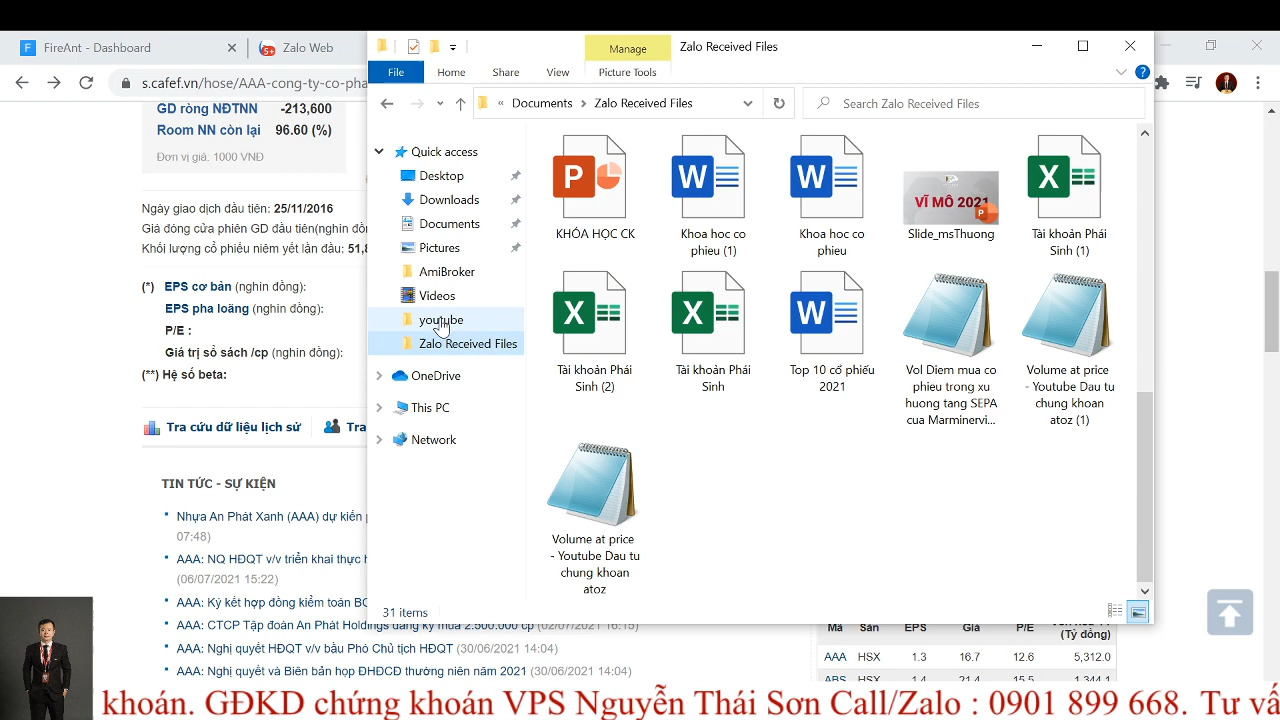 FireAnt - Dashboard
Zalo Web
s.cafef.vn/hose/AAA-cong-ty-co-pha
GD ròng NĐTNN -213,600
Room NN còn lại 96.60 (%)
Đơn vị giá: 1000 VNĐ
Ngày giao dịch đầu tiên: 25/11/2016
Giá đóng cửa phiên GD đầu tiên(nghìn đồn
Khối lượng cổ phiếu niêm yết lần đầu: 51,8
(*) EPS cơ bản (nghìn đồng):
EPS pha loãng (nghìn đồng):
P/E :
Giá trị sổ sách /cp (nghìn đồng):
(**) Hệ số beta:
Tra cứu dữ liệu lịch sử
Tra
TIN TỨC - SỰ KIỆN
Nhựa An Phát Xanh (AAA) dự kiến p
07:48)
AAA: NQ HĐQT v/v triển khai thực h
(06/07/2021 15:22)
AAA: Ký kết hợp đồng kiểm toán BC
AAA: CTCP Tập đoàn An Phát Holdings đăng ký mua 2.500.000 cp (02/07/2021 16:15)
AAA: Nghị quyết HĐQT v/v bầu Phó Chủ tịch HĐQT (30/06/2021 14:04)
AAA: Nghị quyết và Biên bản họp ĐHĐCĐ thường niên năm 2021 (30/06/2021 14:04)
Manage
Zalo Received Files
File
Home
Share
View
Picture Tools
« Documents › Zalo Received Files
Search Zalo Received Files
Quick access
Desktop
Downloads
Documents
Pictures
AmiBroker
Videos
youtube
Zalo Received Files
OneDrive
This PC
Network
KHÓA HỌC CK
Khoa hoc co
phieu (1)
Khoa hoc co
phieu
VĨ MÔ 2021
Slide_msThuong
Tài khoản Phái
Sinh (1)
Tài khoản Phái
Sinh (2)
Tài khoản Phái
Sinh
Top 10 cổ phiếu
2021
Vol Diem mua co
phieu trong xu
huong tang SEPA
cua Marminervi...
Volume at price
- Youtube Dau tu
chung khoan
atoz (1)
Volume at price
- Youtube Dau tu
chung khoan
atoz
31 items
Mã Sàn EPS Giá P/E
(Tỷ đồng)
AAA HSX 1.3 16.7 12.6 5,312.0
ABS HSX 1.4 21.4 15.5 1,344.1
khoán. GĐKD chứng khoán VPS Nguyễn Thái Sơn Call/Zalo : 0901 899 668. Tư vấ